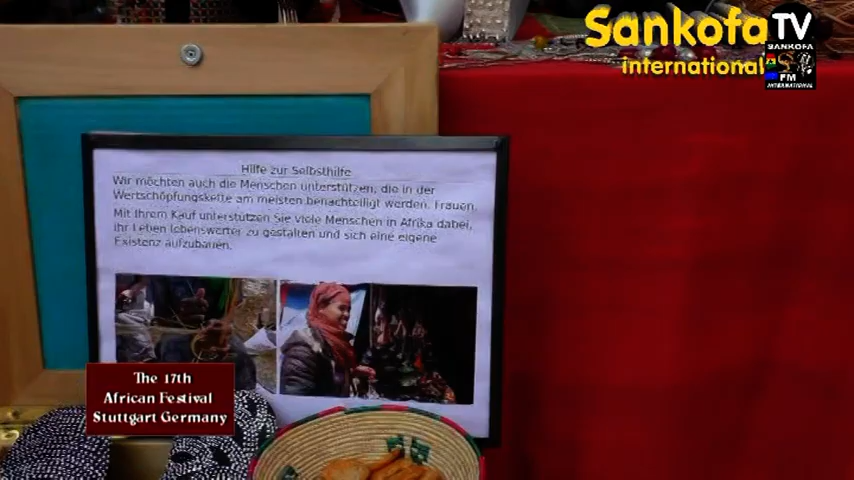 Sankofa TV
international
SANKOFA
FM
INTERNATIONAL
Hilfe zur Selbsthilfe
Wir möchten auch die Menschen unterstützen, die in der
Wertschöpfungskette am meisten benachteiligt werden. Frauen.
Mit Ihrem Kauf unterstützen Sie viele Menschen in Afrika dabei,
ihr Leben lebenswerter zu gestalten und sich eine eigene
Existenz aufzubauen.
The 17th
African Festival
Stuttgart Germany